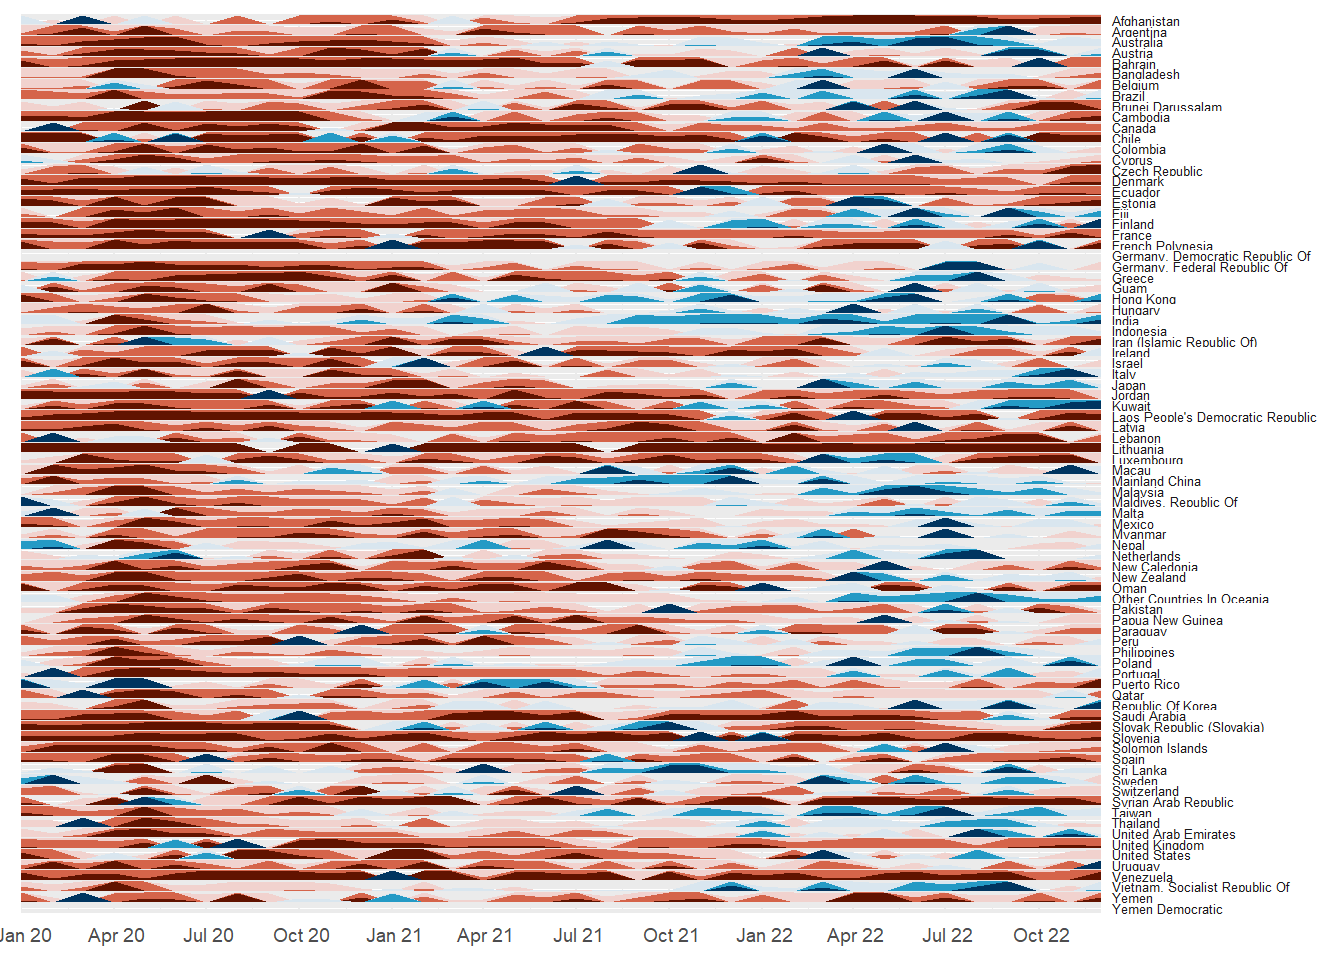 Afghanistan
Argentina
Australia
Austria
Bahrain
Bangladesh
Belgium
Brazil
Brunei Darussalam
Cambodia
Canada
Chile
Colombia
Cyprus
Czech Republic
Denmark
Ecuador
Estonia
Fiji
Finland
France
French Polynesia
Germany, Democratic Republic Of
Germany, Federal Republic Of
Greece
Guam
Hong Kong
Hungary
India
Indonesia
Iran (Islamic Republic Of)
Ireland
Israel
Italy
Japan
Jordan
Kuwait
Laos People's Democratic Republic
Latvia
Lebanon
Lithuania
Luxembourg
Macau
Mainland China
Malaysia
Maldives, Republic Of
Malta
Mexico
Myanmar
Nepal
Netherlands
New Caledonia
New Zealand
Oman
Other Countries In Oceania
Pakistan
Papua New Guinea
Paraguay
Peru
Philippines
Poland
Portugal
Puerto Rico
Qatar
Republic Of Korea
Saudi Arabia
Slovak Republic (Slovakia)
Slovenia
Solomon Islands
Spain
Sri Lanka
Sweden
Switzerland
Syrian Arab Republic
Taiwan
Thailand
United Arab Emirates
United Kingdom
United States
Uruguay
Venezuela
Vietnam, Socialist Republic Of
Yemen
Yemen Democratic
Jan 20 Apr 20 Jul 20 Oct 20 Jan 21 Apr 21 Jul 21 Oct 21 Jan 22 Apr 22 Jul 22 Oct 22